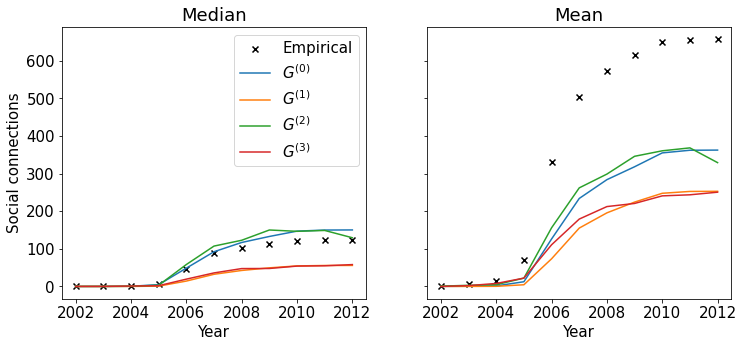 Median
Mean
Social connections
600
500
400
300
200
100
0
Empirical
G^(0)
G^(1)
G^(2)
G^(3)
2002 2004 2006 2008 2010 2012
2002 2004 2006 2008 2010 2012
Year
Year